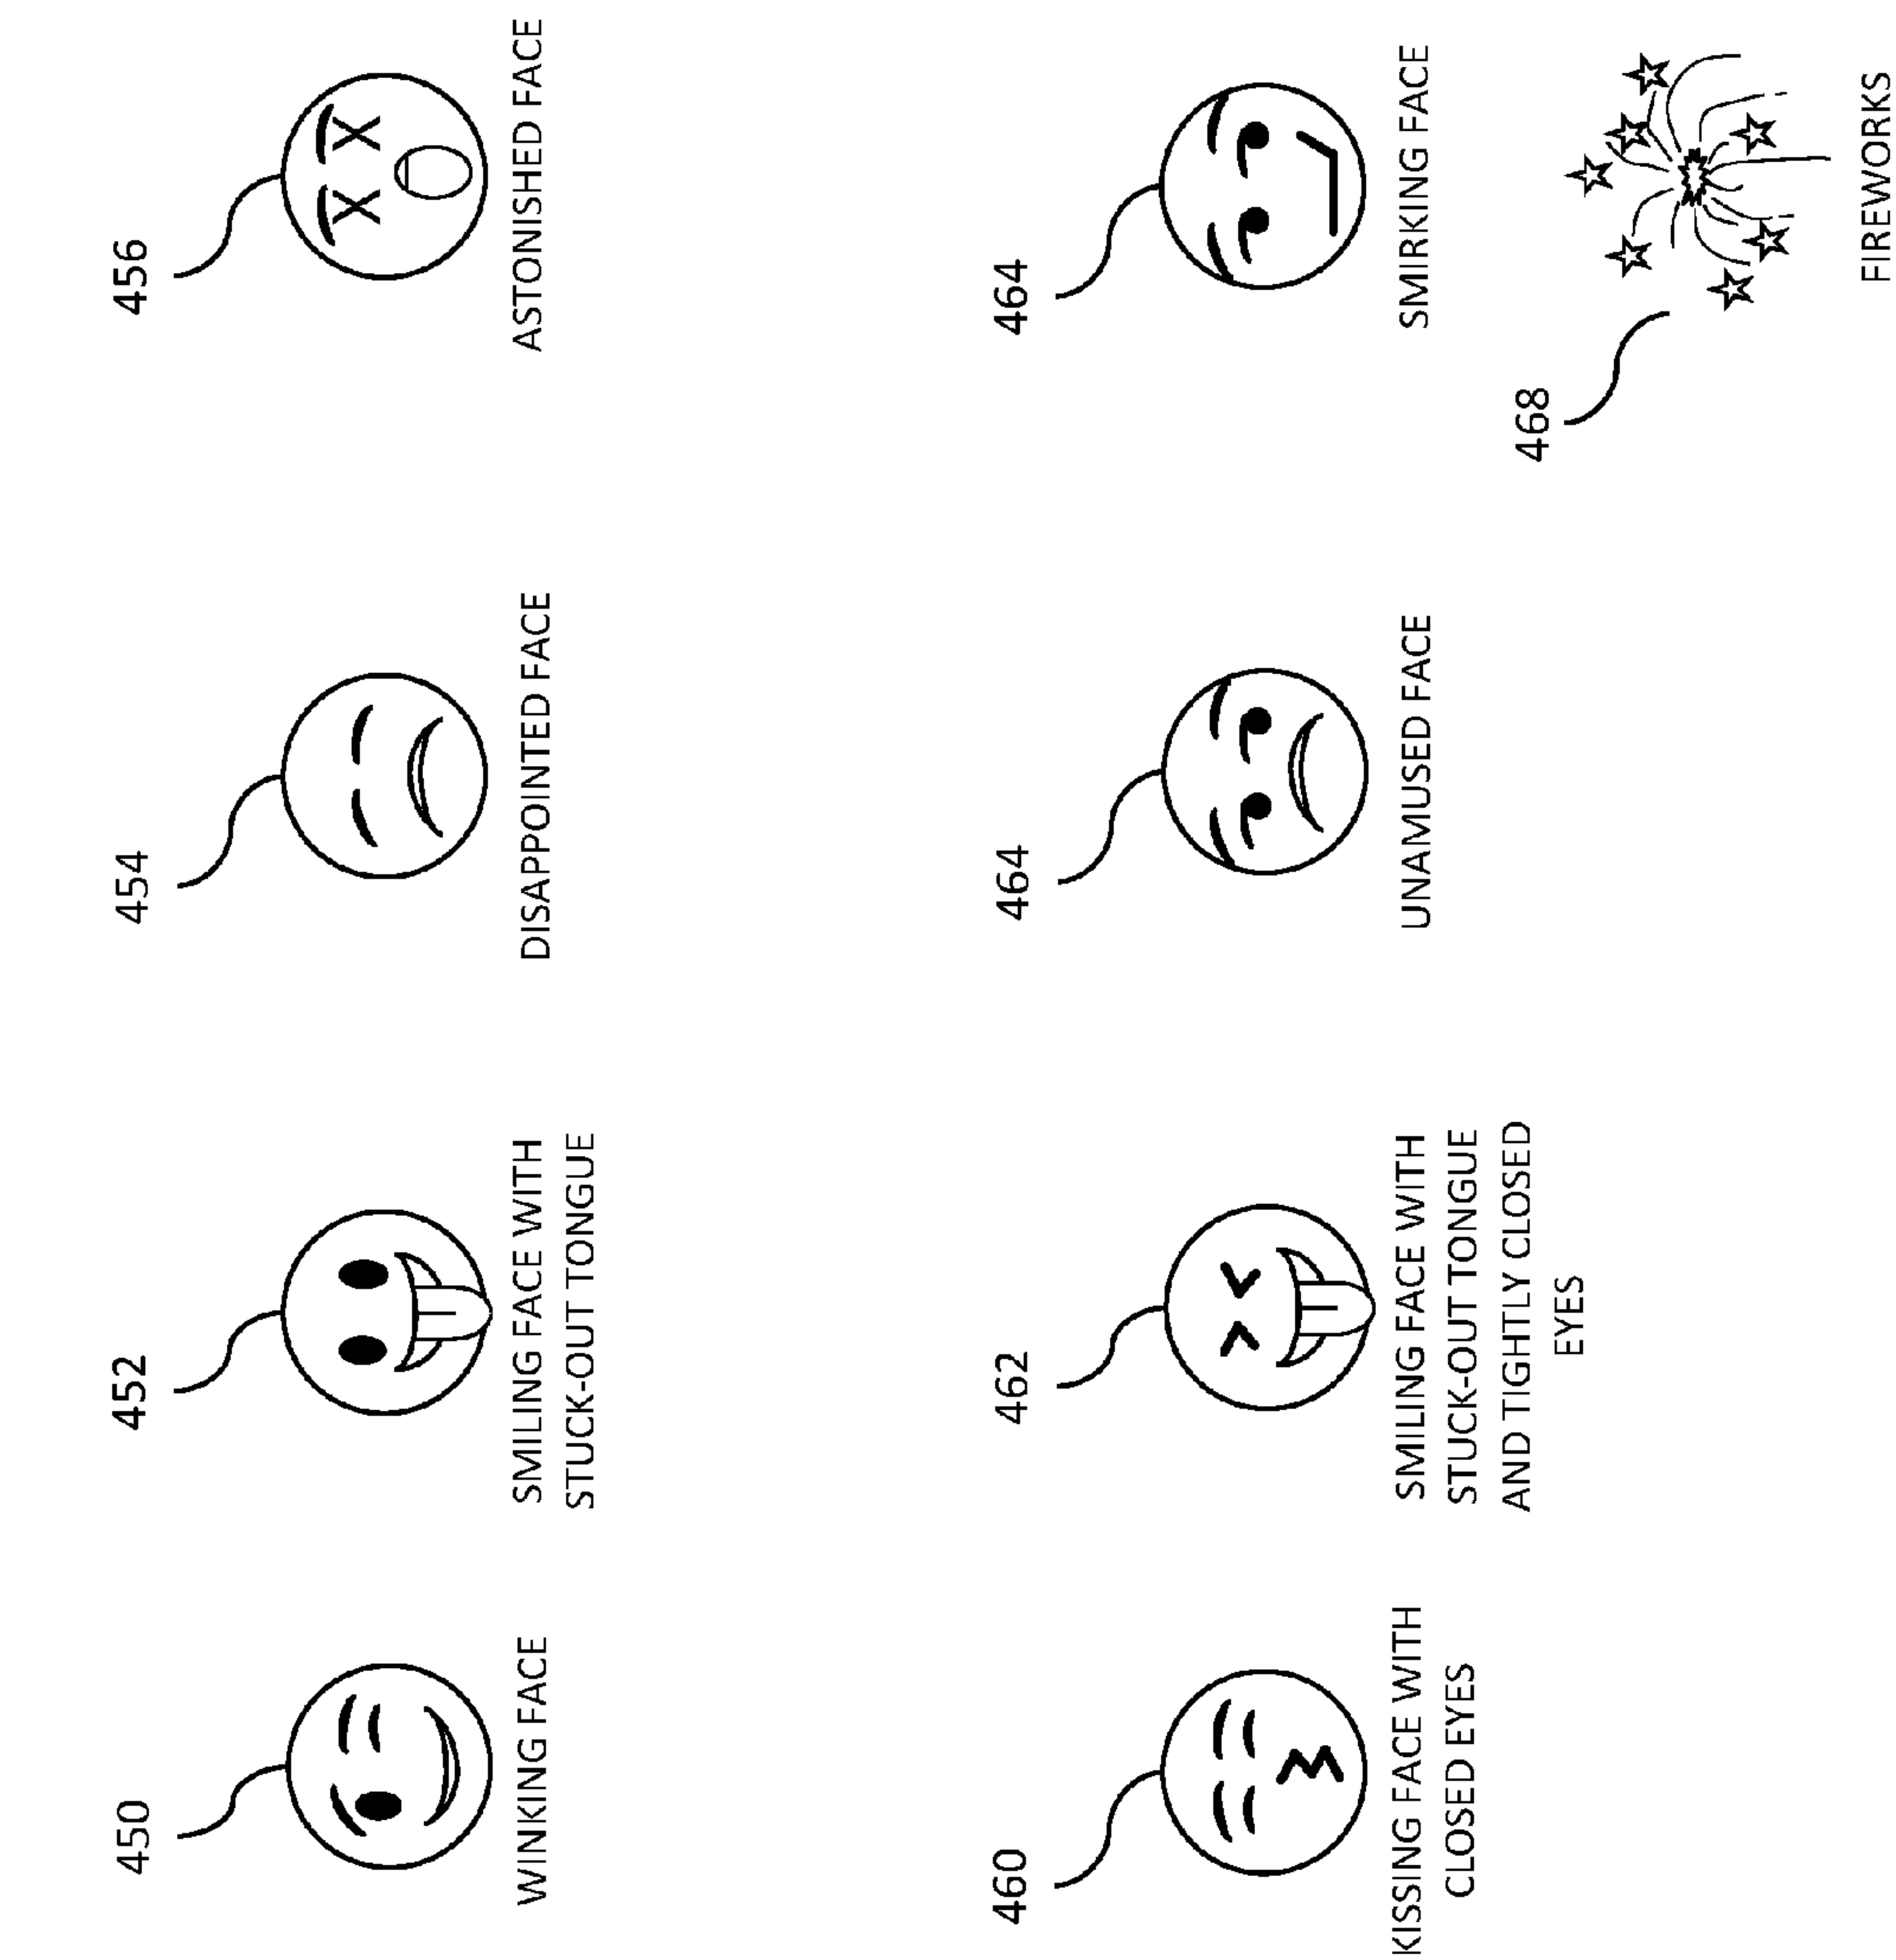 450
WINKING FACE
452
SMILING FACE WITH
STUCK-OUT TONGUE
454
DISAPPOINTED FACE
456
ASTONISHED FACE
460
KISSING FACE WITH
CLOSED EYES
462
SMILING FACE WITH
STUCK-OUT TONGUE
AND TIGHTLY CLOSED
EYES
464
UNAMUSED FACE
464
SMIRKING FACE
468
FIREWORKS